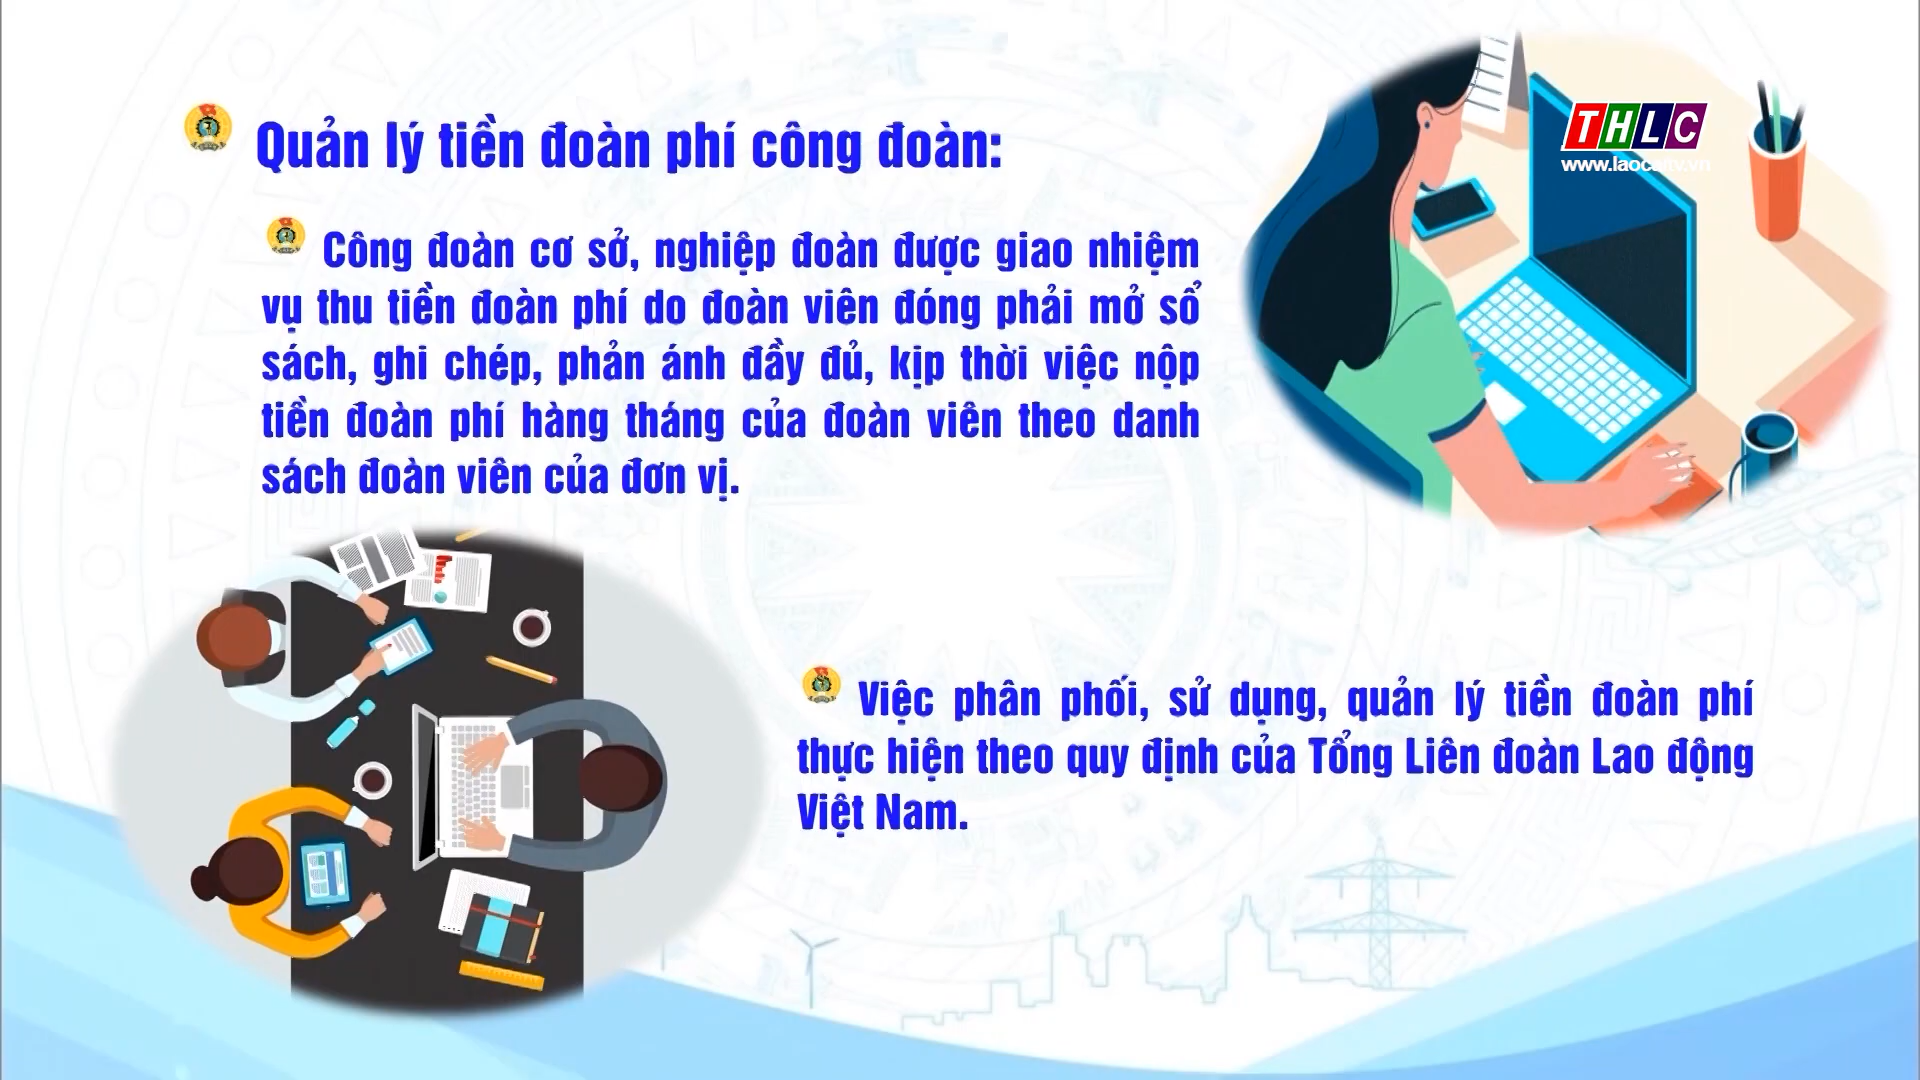 THLC
www.laocaitv.vn
Quản lý tiền đoàn phí công đoàn:
Công đoàn cơ sở, nghiệp đoàn được giao nhiệm
vụ thu tiền đoàn phí do đoàn viên đóng phải mở sổ
sách, ghi chép, phản ánh đầy đủ, kịp thời việc nộp
tiền đoàn phí hàng tháng của đoàn viên theo danh
sách đoàn viên của đơn vị.
Việc phân phối, sử dụng, quản lý tiền đoàn phí
thực hiện theo quy định của Tổng Liên đoàn Lao động
Việt Nam.